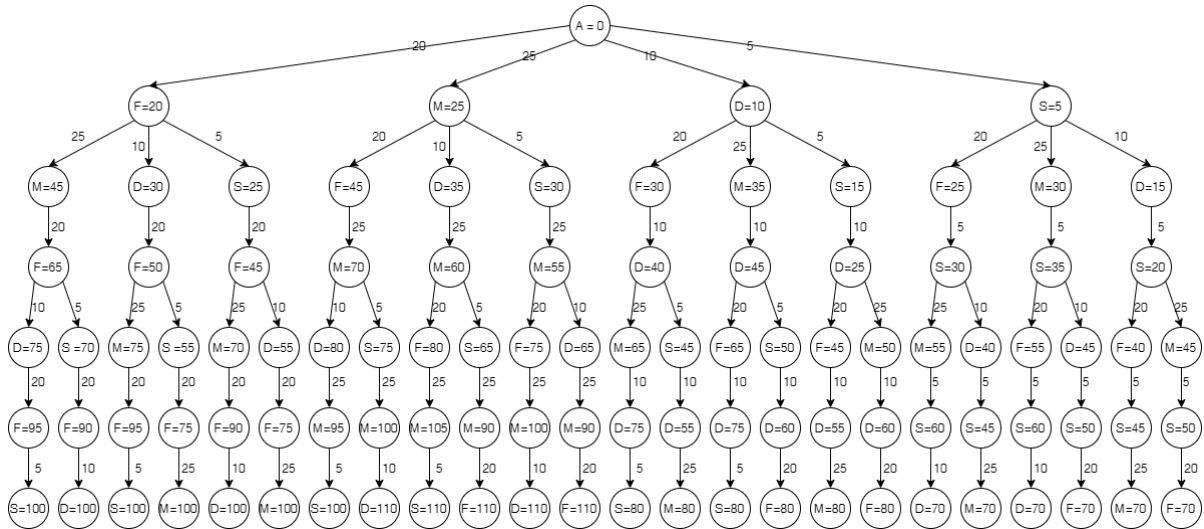 A = 0
20 25 10 5
F=20 M=25 D=10 S=5
25 10 5 20 10 5 20 25 5 20 25 10
M=45 D=30 S=25 F=45 D=35 S=30 F=30 M=35 S=15 F=25 M=30 D=15
20 20 20 25 25 25 10 10 10 5 5 5
F=65 F=50 F=45 M=70 M=60 M=55 D=40 D=45 D=25 S=30 S=35 S=20
10 5 25 5 25 10 10 5 20 5 20 10 25 5 20 5 20 25 25 10 20 10 20 25
D=75 S =70 M=75 S =55 M=70 D=55 D=80 S=75 F=80 S=65 F=75 D=65 M=65 S=45 F=65 S=50 F=45 M=50 M=55 D=40 F=55 D=45 F=40 M=45
20 20 20 20 20 20 25 25 25 25 25 25 10 10 10 10 10 10 5 5 5 5 5 5
F=95 F=90 F=95 F=75 F=90 F=75 M=95 M=100 M=105 M=90 M=100 M=90 D=75 D=55 D=75 D=60 D=55 D=60 S=60 S=45 S=60 S=50 S=45 S=50
5 10 5 25 10 25 5 10 5 20 10 20 5 25 5 20 25 20 10 25 10 20 25 20
S=100 D=100 S=100 M=100 D=100 M=100 S=100 D=110 S=110 F=110 D=110 F=110 S=80 M=80 S=80 F=80 M=80 F=80 D=70 M=70 D=70 F=70 M=70 F=70